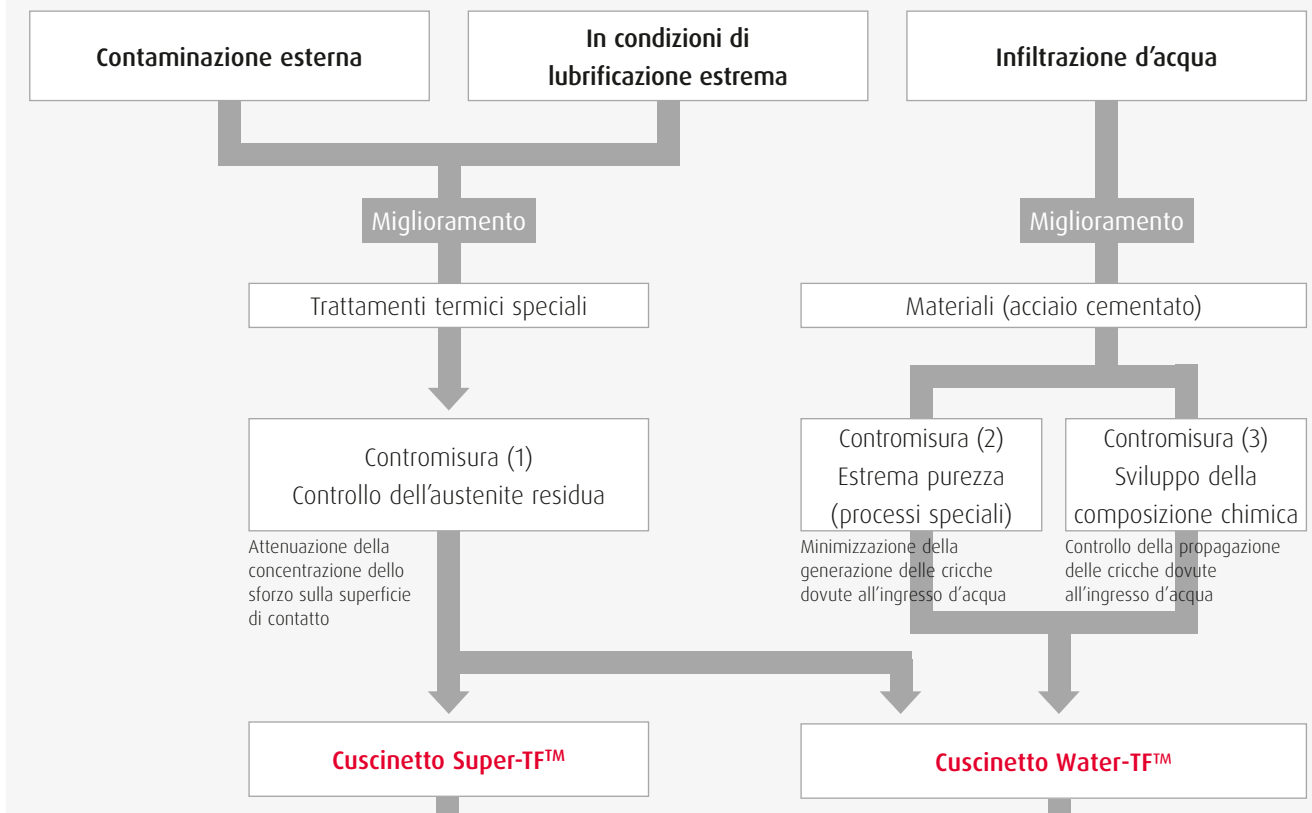 Contaminazione esterna
In condizioni di
lubrificazione estrema
Infiltrazione d'acqua
Miglioramento
Miglioramento
Trattamenti termici speciali
Materiali (acciaio cementato)
Contromisura (1)
Controllo dell'austenite residua
Contromisura (2)
Estrema purezza
(processi speciali)
Contromisura (3)
Sviluppo della
composizione chimica
Attenuazione della
concentrazione dello
sforzo sulla superficie
di contatto
Minimizzazione della
generazione delle cricche
dovute all'ingresso d'acqua
Controllo della propagazione
delle cricche dovute
all'ingresso d'acqua
Cuscinetto Super-TF™
Cuscinetto Water-TF™